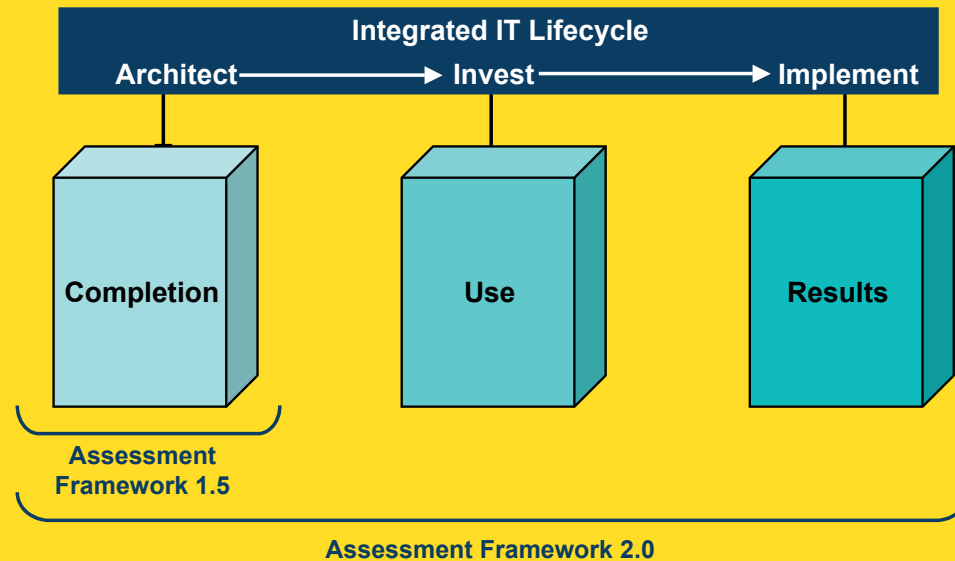 Integrated IT Lifecycle
Architect Invest Implement
Completion Use Results
Assessment
Framework 1.5
Assessment Framework 2.0